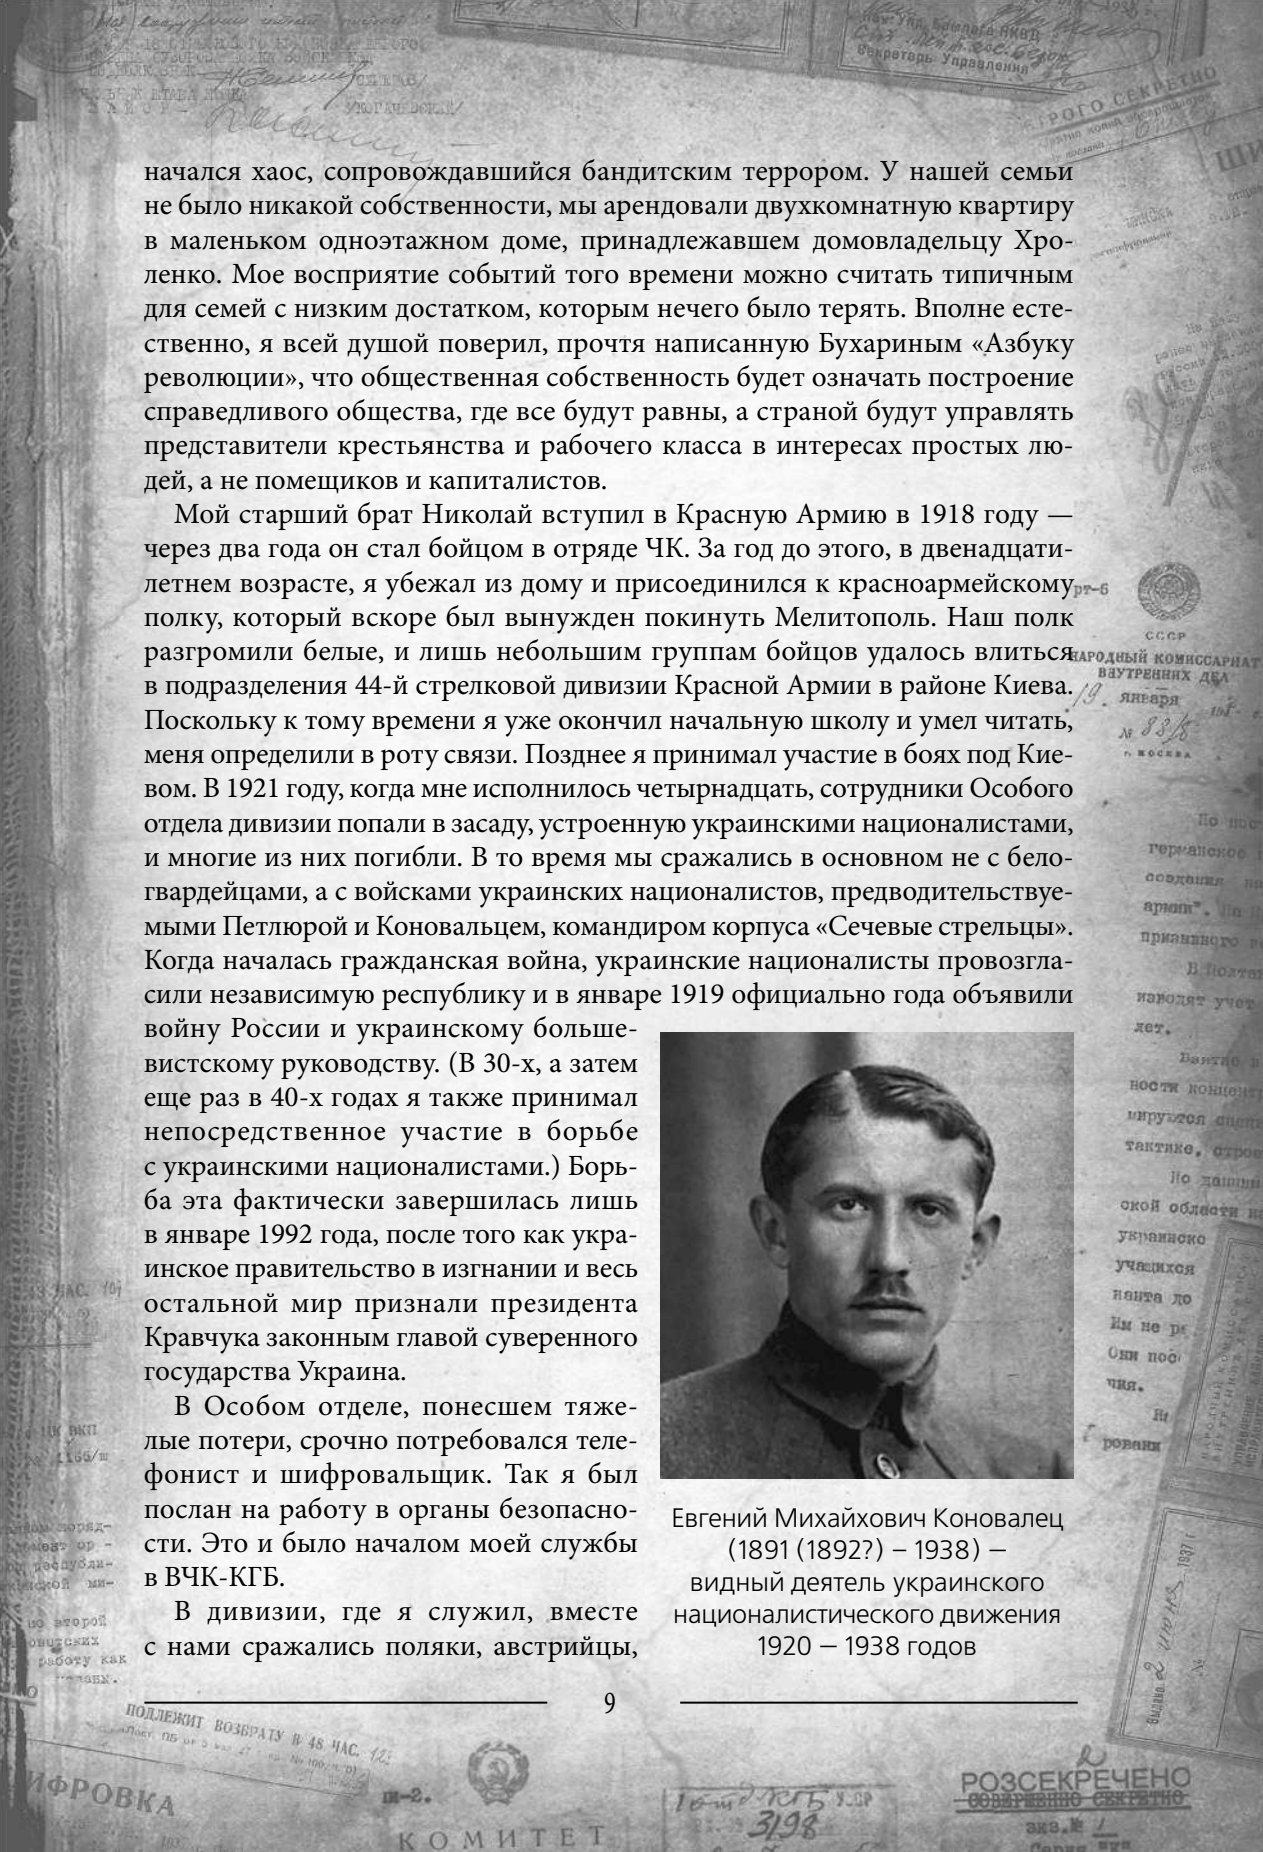 начался хаос, сопровождавшийся бандитским террором. У нашей семьи
не было никакой собственности, мы арендовали двухкомнатную квартиру
в маленьком одноэтажном доме, принадлежавшем домовладельцу Хро-
ленко. Мое восприятие событий того времени можно считать типичным
для семей с низким достатком, которым нечего было терять. Вполне есте-
ственно, я всей душой поверил, прочтя написанную Бухариным «Азбуку
революции», что общественная собственность будет означать построение
справедливого общества, где все будут равны, а страной будут управлять
представители крестьянства и рабочего класса в интересах простых лю-
дей, а не помещиков и капиталистов.
Мой старший брат Николай вступил в Красную Армию в 1918 году —
через два года он стал бойцом в отряде ЧК. За год до этого, в двенадцати-
летнем возрасте, я убежал из дому и присоединился к красноармейскому
полку, который вскоре был вынужден покинуть Мелитополь. Наш полк
разгромили белые, и лишь небольшим группам бойцов удалось влиться
в подразделения 44-й стрелковой дивизии Красной Армии в районе Киева.
Поскольку к тому времени я уже окончил начальную школу и умел читать,
меня определили в роту связи. Позднее я принимал участие в боях под Кие-
вом. В 1921 году, когда мне исполнилось четырнадцать, сотрудники Особого
отдела дивизии попали в засаду, устроенную украинскими националистами,
и многие из них погибли. В то время мы сражались в основном не с бело-
гвардейцами, а с войсками украинских националистов, предводительствуе-
мыми Петлюрой и Коновальцем, командиром корпуса «Сечевые стрельцы».
Когда началась гражданская война, украинские националисты провозгла-
сили независимую республику и в январе 1919 официально года объявили
войну России и украинскому больше-
вистскому руководству. (В 30-х, а затем
еще раз в 40-х годах я также принимал
непосредственное участие в борьбе
с украинскими националистами.) Борь-
ба эта фактически завершилась лишь
в январе 1992 года, после того как укра-
инское правительство в изгнании и весь
остальной мир признали президента
Кравчука законным главой суверенного
государства Украина.
В Особом отделе, понесшем тяже-
лые потери, срочно потребовался теле-
фонист и шифровальщик. Так я был
послан на работу в органы безопасно-
сти. Это и было началом моей службы
в ВЧК-КГБ.
В дивизии, где я служил, вместе
с нами сражались поляки, австрийцы,
Евгений Михайхович Коновалец
(1891 (1892?) – 1938) –
видный деятель украинского
националистического движения
1920 – 1938 годов
9
Секретарь Управления
СССР
НАРОДНЫЙ КОМИССАРИАТ
ВНУТРЕННИХ ДЕЛ
января
г. МОСКВА
ПОДЛЕЖИТ ВОЗВРАТУ В 48 ЧАС.
КОМИТЕТ
3198
РОЗСЕКРЕЧЕНО
СОВЕРШЕННО СЕКРЕТНО
экз.№ 1